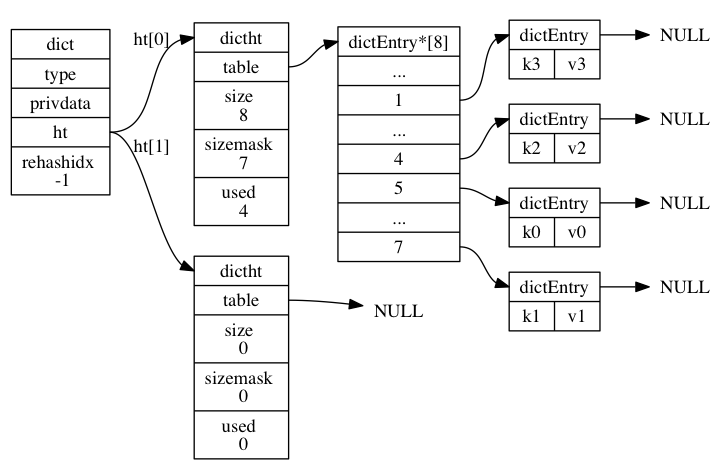 dict
type
privdata
ht
rehashidx
-1
ht[0]
ht[1]
dictht
table
size
8
sizemask
7
used
4
dictht
table
size
0
sizemask
0
used
0
NULL
dictEntry*[8]
...
1
...
4
5
...
7
dictEntry
k3 v3
NULL
dictEntry
k2 v2
NULL
dictEntry
k0 v0
NULL
dictEntry
k1 v1
NULL